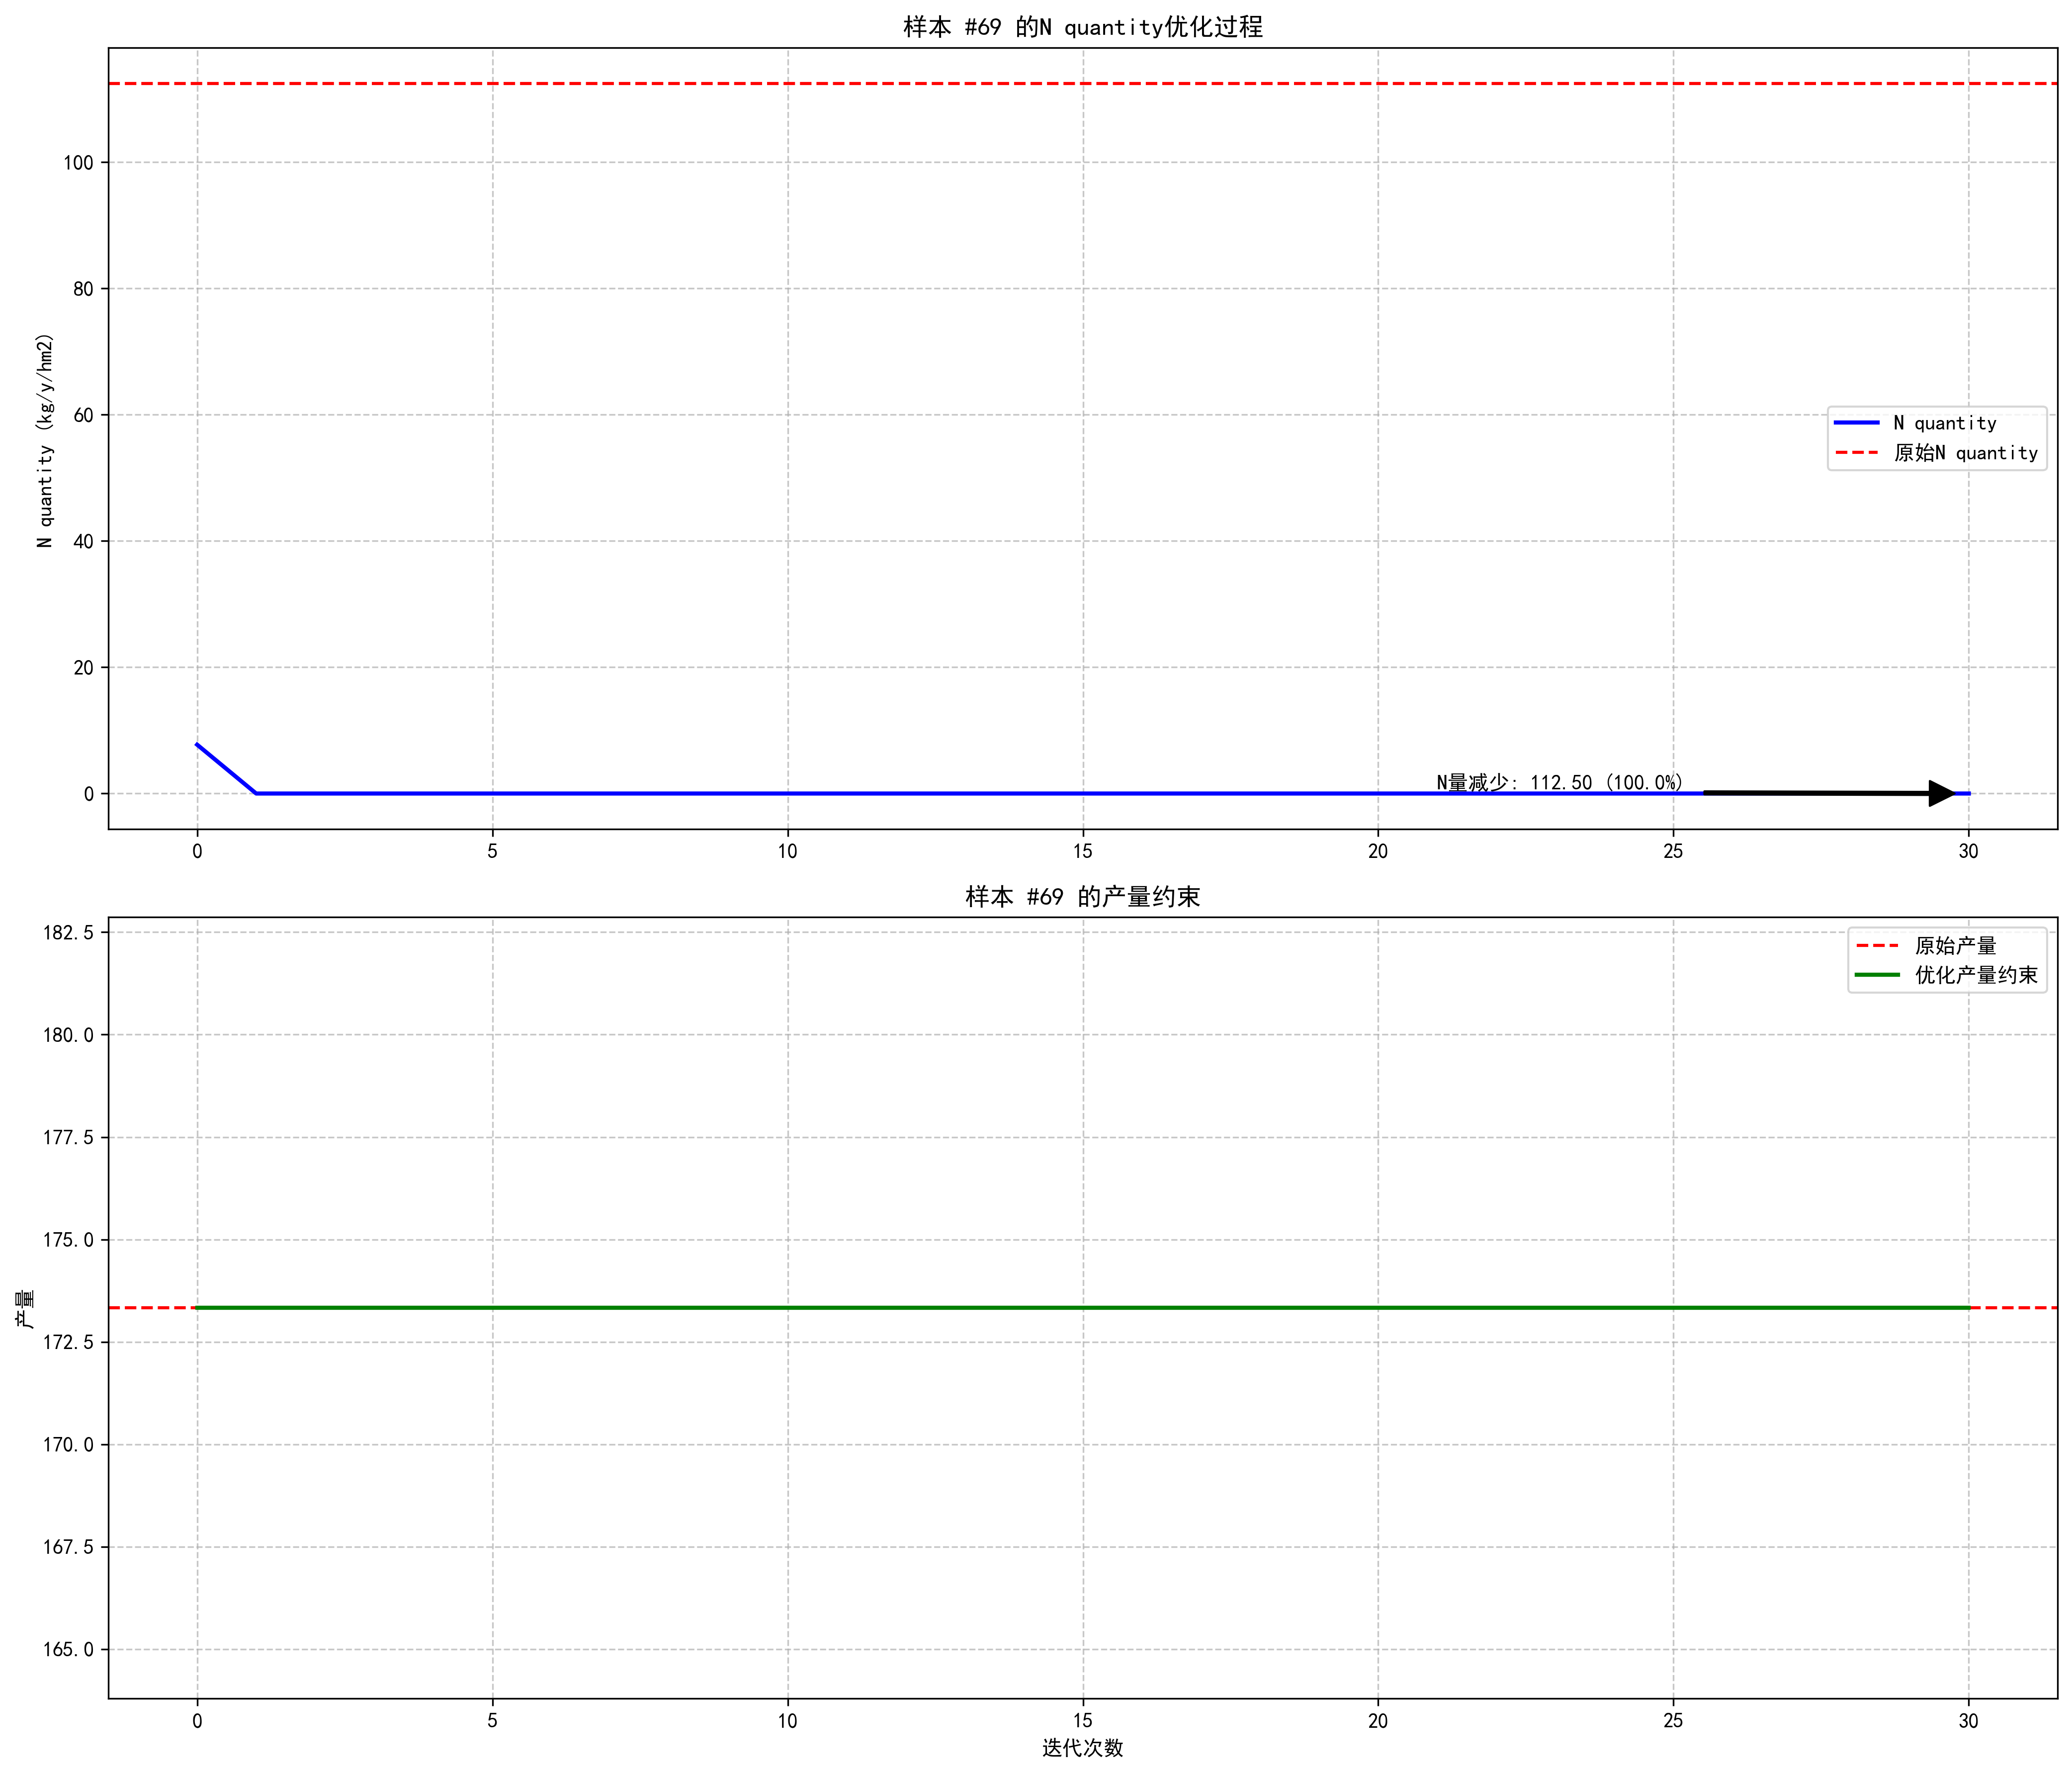 样本 #69 的N quantity优化过程
N quantity (kg/y/hm2)
100
80
60
40
20
0
N quantity
原始N quantity
N量减少: 112.50 (100.0%)
0 5 10 15 20 25 30
样本 #69 的产量约束
产量
182.5
180.0
177.5
175.0
172.5
170.0
167.5
165.0
原始产量
优化产量约束
0 5 10 15 20 25 30
迭代次数